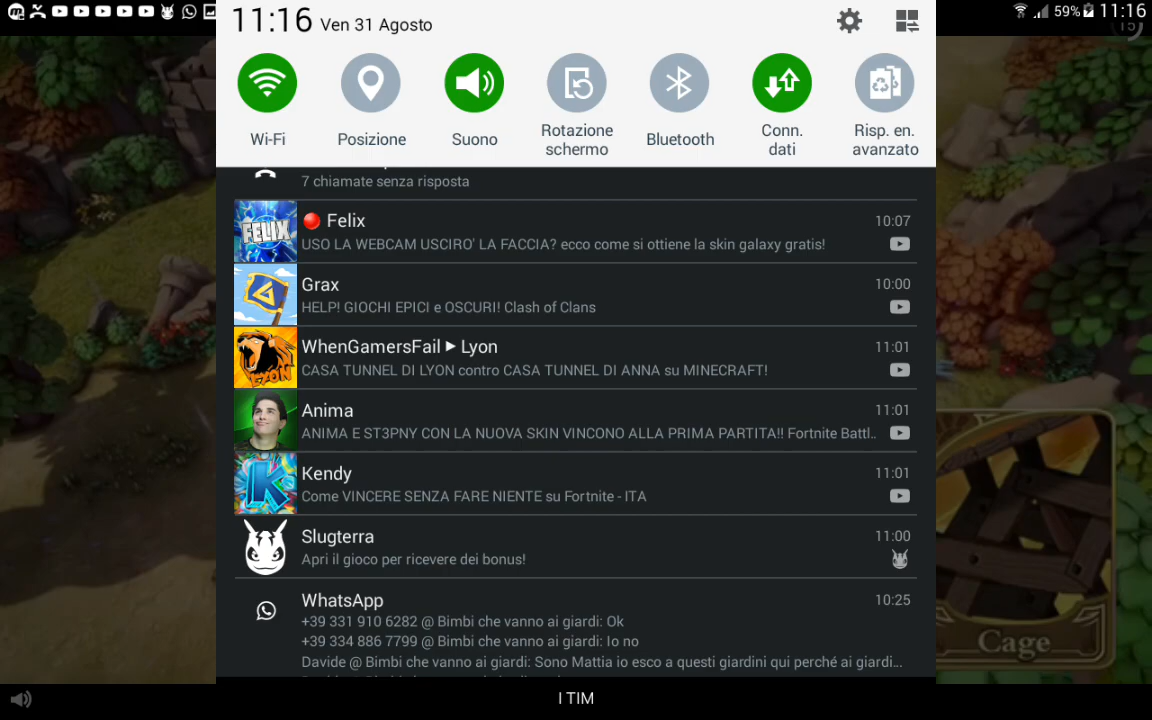 11:16 Ven 31 Agosto
59% 11:16
15
Wi-Fi
Posizione
Suono
Rotazione
schermo
Bluetooth
Conn.
dati
Risp. en.
avanzato
7 chiamate senza risposta
FELIX
Felix 10:07
USO LA WEBCAM USCIRO' LA FACCIA? ecco come si ottiene la skin galaxy gratis!
Grax 10:00
HELP! GIOCHI EPICI e OSCURI! Clash of Clans
LYON
WhenGamersFail ▶ Lyon 11:01
CASA TUNNEL DI LYON contro CASA TUNNEL DI ANNA su MINECRAFT!
Anima 11:01
ANIMA E ST3PNY CON LA NUOVA SKIN VINCONO ALLA PRIMA PARTITA!! Fortnite Battl..
K
Kendy 11:01
Come VINCERE SENZA FARE NIENTE su Fortnite - ITA
Slugterra 11:00
Apri il gioco per ricevere dei bonus!
WhatsApp 10:25
+39 331 910 6282 @ Bimbi che vanno ai giardi: Ok
+39 334 886 7799 @ Bimbi che vanno ai giardi: Io no
Davide @ Bimbi che vanno ai giardi: Sono Mattia io esco a questi giardini qui perché ai giardi...
Cage
I TIM